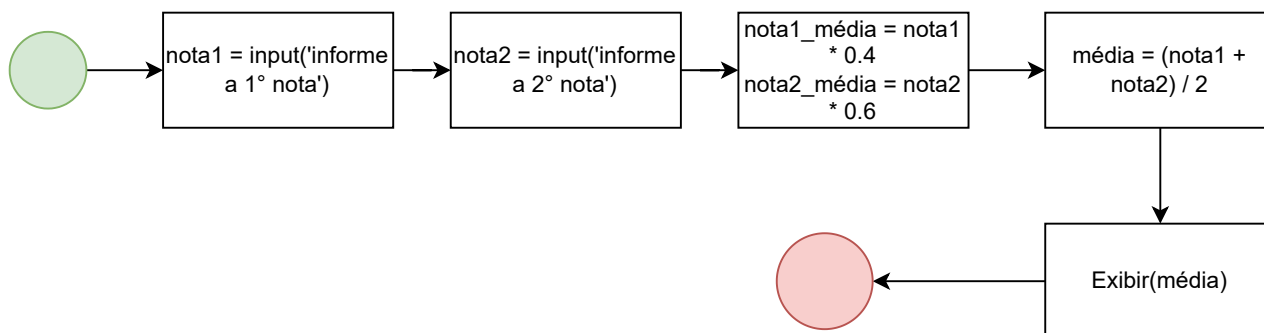 nota1 = input('informe
a 1° nota')
nota2 = input('informe
a 2° nota')
nota1_média = nota1
* 0.4
nota2_média = nota2
* 0.6
média = (nota1 +
nota2) / 2
Exibir(média)